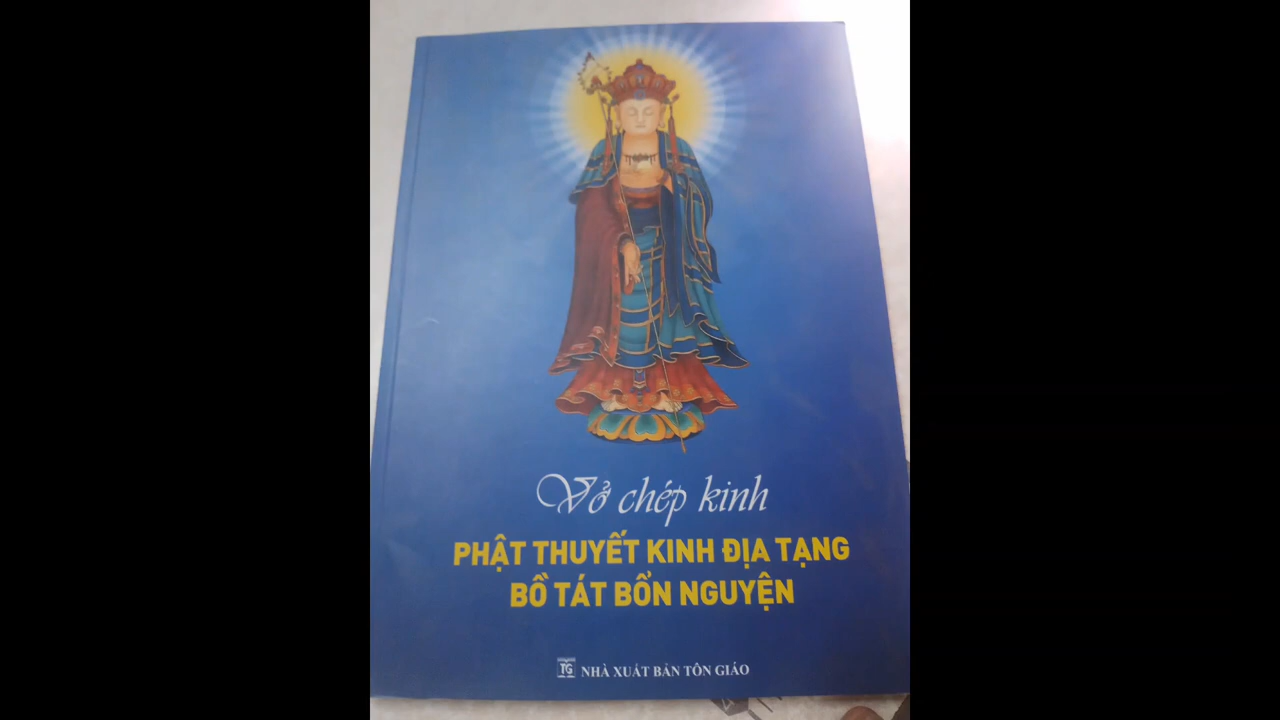 Vở chép kinh
PHẬT THUYẾT KINH ĐỊA TẠNG
BỒ TÁT BỔN NGUYỆN
TG NHÀ XUẤT BẢN TÔN GIÁO